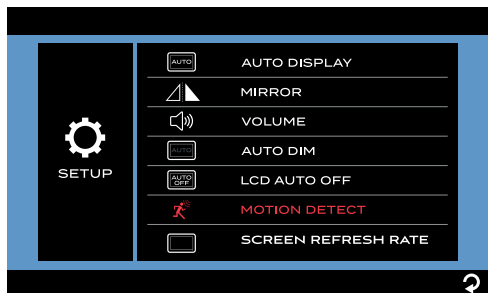 SETUP
AUTO AUTO DISPLAY
MIRROR
VOLUME
AUTO AUTO DIM
AUTO OFF LCD AUTO OFF
MOTION DETECT
SCREEN REFRESH RATE